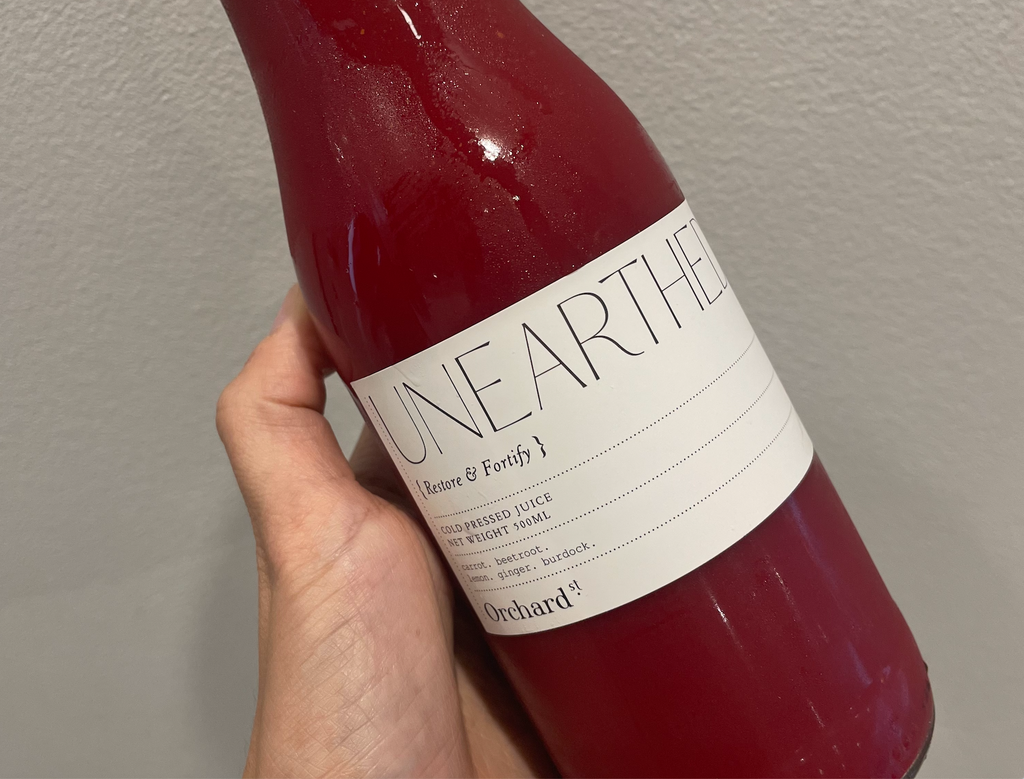 UNEARTHED
{ Restore & Fortify }
COLD PRESSED JUICE
NET WEIGHT 500ML
carrot. beetroot.
lemon. ginger. burdock.
Orchard st.